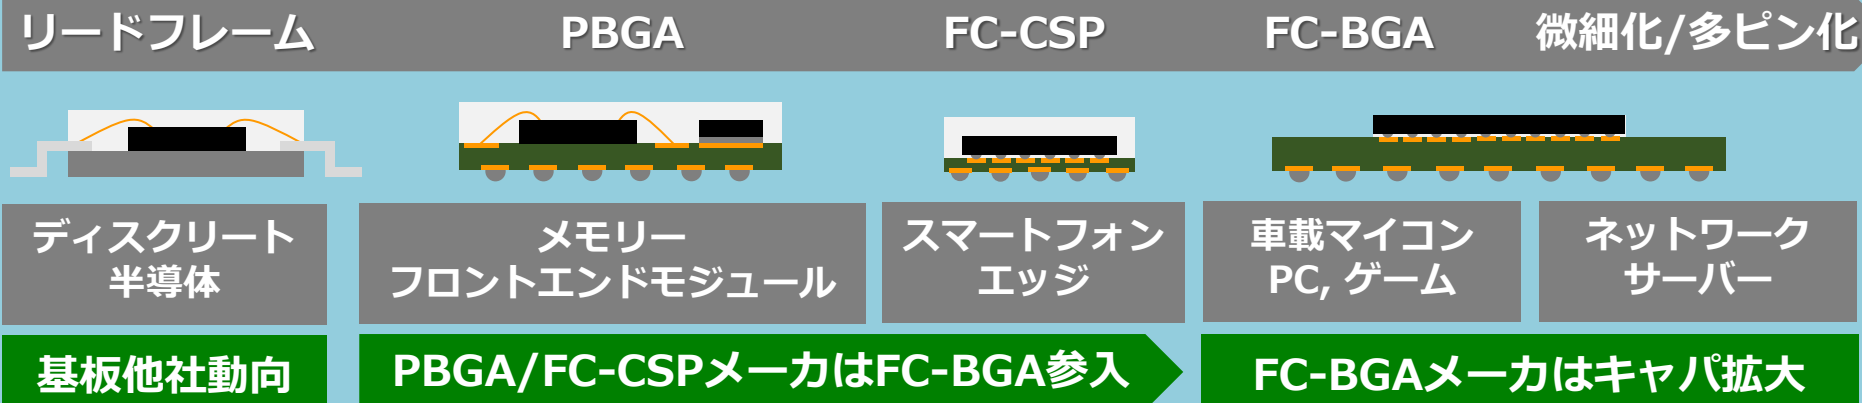 リードフレーム
PBGA
FC-CSP
FC-BGA
微細化/多ピン化
ディスクリート
半導体
メモリー
フロントエンドモジュール
スマートフォン
エッジ
車載マイコン
PC, ゲーム
ネットワーク
サーバー
基板他社動向
PBGA/FC-CSPメーカはFC-BGA参入
FC-BGAメーカはキャパ拡大